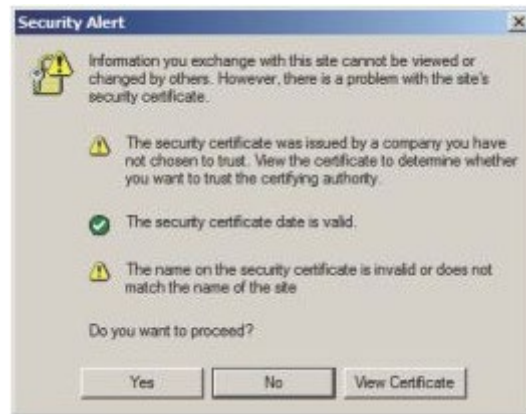 Security Alert
Information you exchange with this site cannot be viewed or
changed by others. However, there is a problem with the site's
security certificate.
The security certificate was issued by a company you have
not chosen to trust. View the certificate to determine whether
you want to trust the certifying authority.
The security certificate date is valid.
The name on the security certificate is invalid or does not
match the name of the site
Do you want to proceed?
Yes No View Certificate